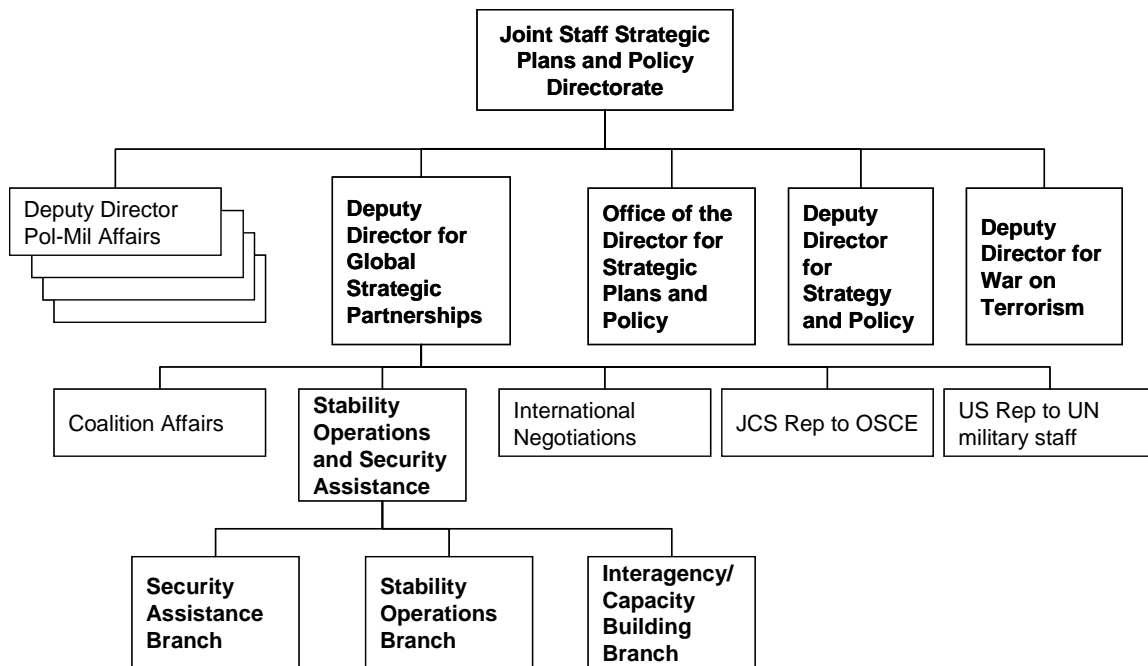 Joint Staff Strategic
Plans and Policy
Directorate
Deputy Director
Pol-Mil Affairs
Deputy
Director for
Global
Strategic
Partnerships
Office of the
Director for
Strategic
Plans and
Policy
Deputy
Director
for
Strategy
and Policy
Deputy
Director for
War on
Terrorism
Coalition Affairs
Stability
Operations
and Security
Assistance
International
Negotiations
JCS Rep to OSCE
US Rep to UN
military staff
Security
Assistance
Branch
Stability
Operations
Branch
Interagency/
Capacity
Building
Branch